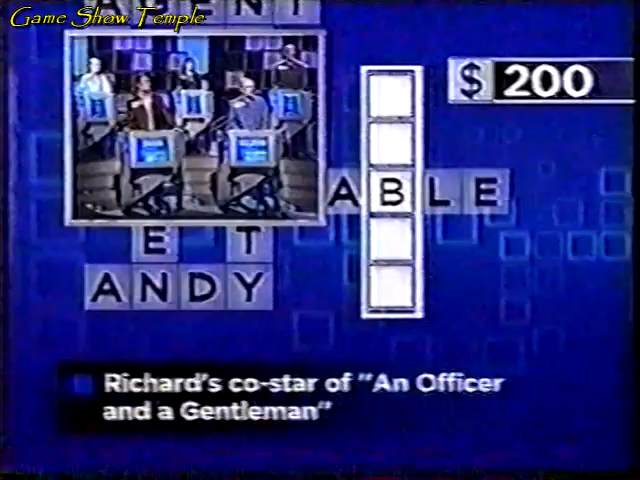 Game Show Temple
$ 200
ABLE
E T
ANDY
Richard's co-star of "An Officer
and a Gentleman"